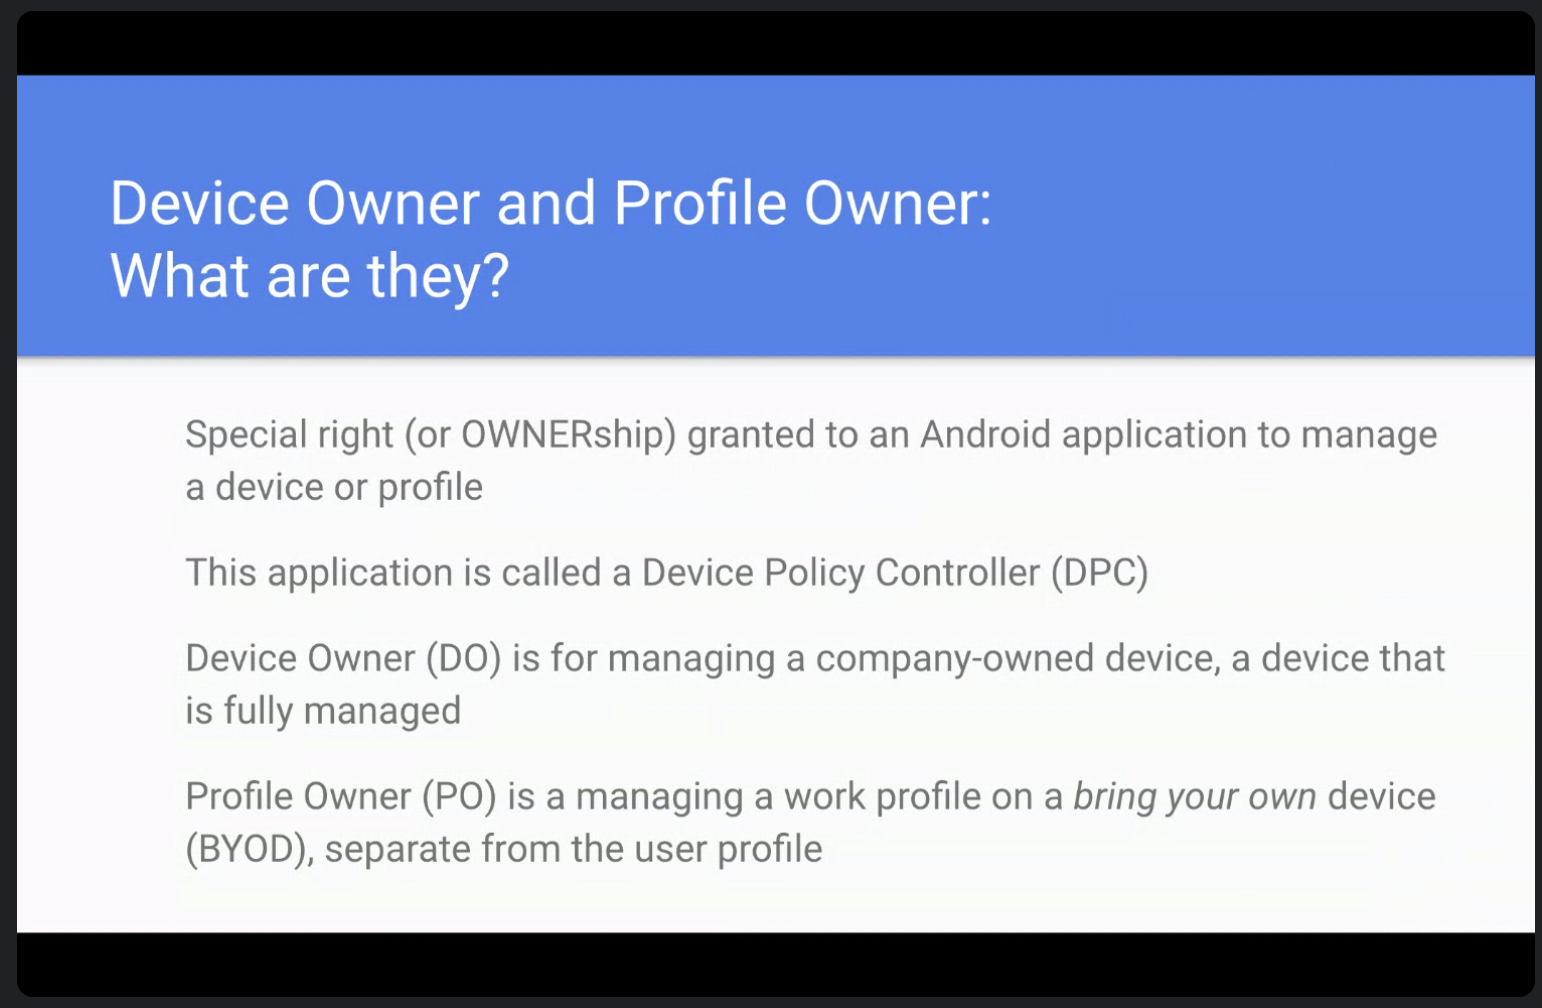 Device Owner and Profile Owner:
What are they?
Special right (or OWNERship) granted to an Android application to manage
a device or profile
This application is called a Device Policy Controller (DPC)
Device Owner (DO) is for managing a company-owned device, a device that
is fully managed
Profile Owner (PO) is a managing a work profile on a bring your own device
(BYOD), separate from the user profile